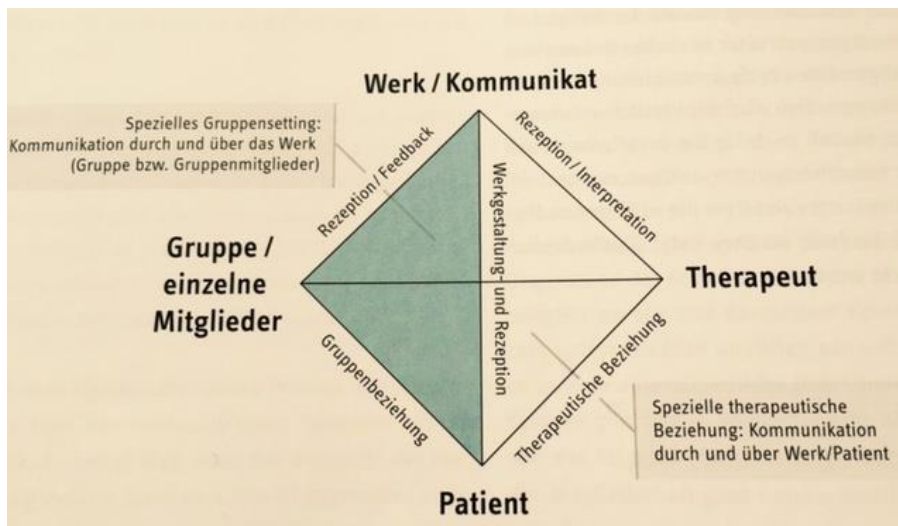 Werk / Kommunikat
Spezielles Gruppensetting:
Kommunikation durch und über das Werk
(Gruppe bzw. Gruppenmitglieder)
Rezeption / Feedback
Rezeption / Interpretation
Werkgestaltung- und Rezeption
Gruppe /
einzelne
Mitglieder
Therapeut
Gruppenbeziehung
Therapeutische Beziehung
Spezielle therapeutische
Beziehung: Kommunikation
durch und über Werk/Patient
Patient